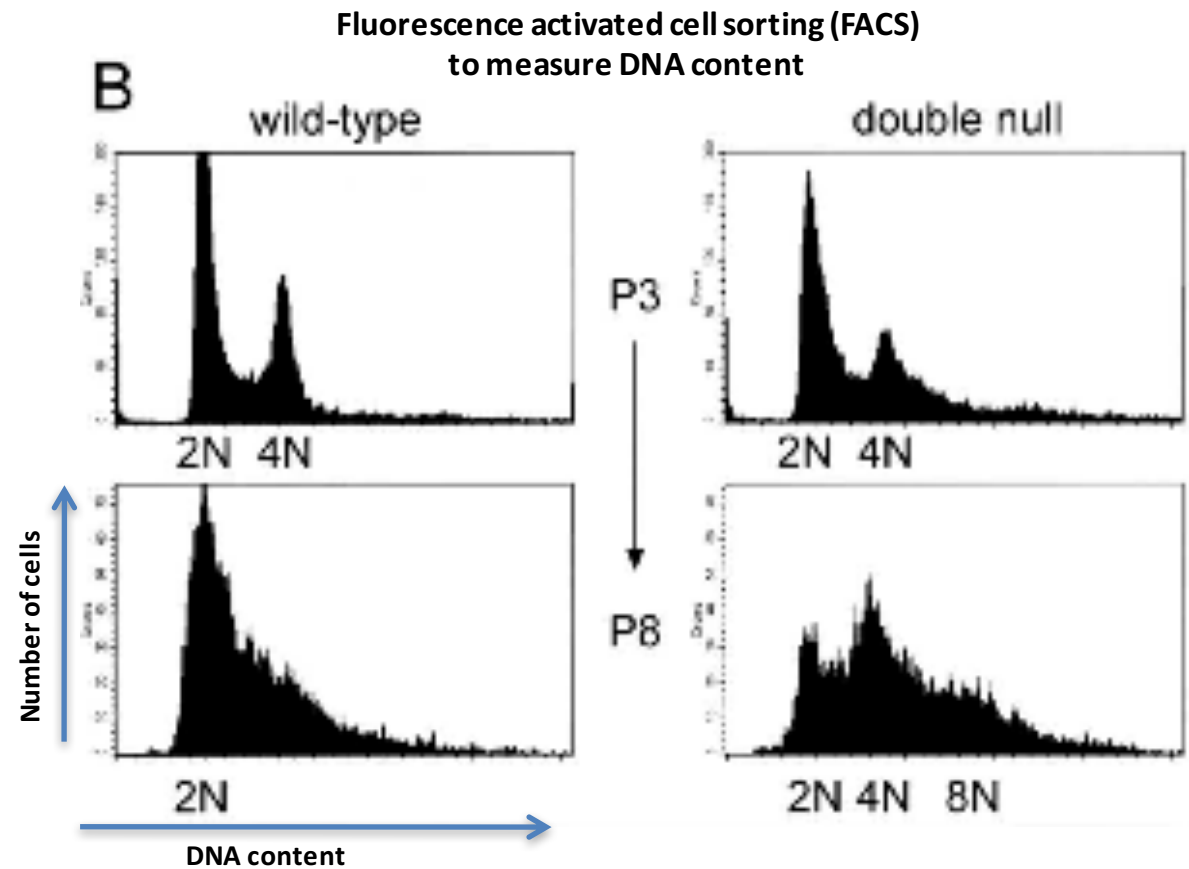 Fluorescence activated cell sorting (FACS)
to measure DNA content
B
wild-type
double null
P3
2N 4N
2N 4N
Number of cells
P8
2N
2N 4N 8N
DNA content